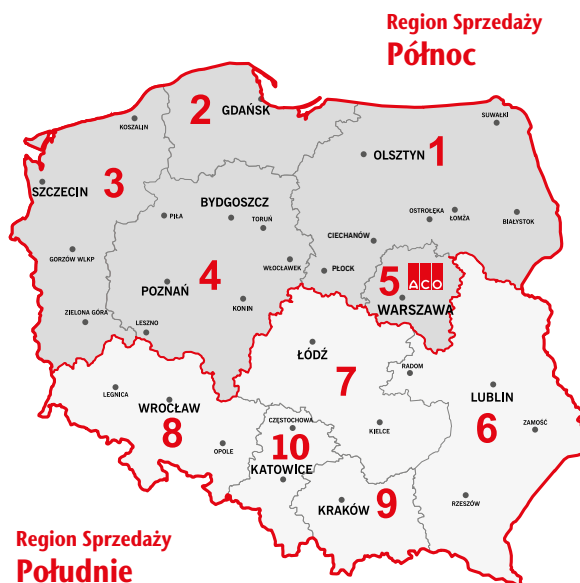 Region Sprzedaży
Północ
2
GDAŃSK
KOSZALIN
SUWAŁKI
1
OLSZTYN
3
SZCZECIN
BYDGOSZCZ
PIŁA
TORUŃ
OSTROŁĘKA
ŁOMŻA
BIAŁYSTOK
CIECHANÓW
GORZÓW WLKP
WŁOCŁAWEK
PŁOCK
4
POZNAŃ
KONIN
5
ACO
WARSZAWA
ZIELONA GÓRA
LESZNO
ŁÓDŹ
7
RADOM
LEGNICA
WROCŁAW
8
LUBLIN
6
ZAMOŚĆ
CZĘSTOCHOWA
KIELCE
OPOLE
10
KATOWICE
9
KRAKÓW
RZESZÓW
Region Sprzedaży
Południe